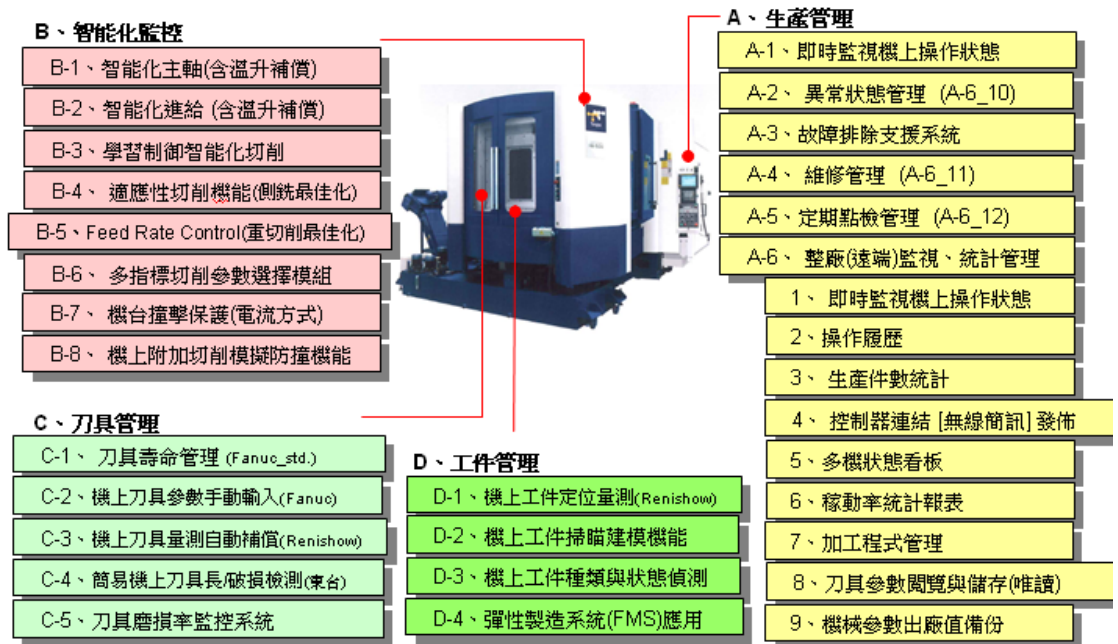 B、智能化監控
B-1、智能化主軸(含溫升補償)
B-2、智能化進給 (含溫升補償)
B-3、學習制御智能化切削
B-4、 適應性切削機能(側銑最佳化)
B-5、Feed Rate Control(重切削最佳化)
B-6、 多指標切削參數選擇模組
B-7、 機台撞擊保護(電流方式)
B-8、 機上附加切削模擬防撞機能
A、生產管理
A-1、即時監視機上操作狀態
A-2、 異常狀態管理 (A-6_10)
A-3、故障排除支援系統
A-4、 維修管理 (A-6_11)
A-5、定期點檢管理 (A-6_12)
A-6、 整廠(遠端)監視、統計管理
1、 即時監視機上操作狀態
2、操作履歷
3、 生產件數統計
4、 控制器連結 [無線簡訊] 發佈
5、多機狀態看板
6、稼動率統計報表
7、加工程式管理
8、刀具參數閱覽與儲存(唯讀)
9、機械參數出廠值備份
C、刀具管理
C-1、 刀具壽命管理 (Fanuc_std.)
C-2、機上刀具參數手動輸入(Fanuc)
C-3、機上刀具量測自動補償(Renishow)
C-4、簡易機上刀具長/破損檢測(東台)
C-5、刀具磨損率監控系統
D、工件管理
D-1、機上工件定位量測(Renishow)
D-2、機上工件掃瞄建模機能
D-3、機上工件種類與狀態偵測
D-4、彈性製造系統(FMS)應用